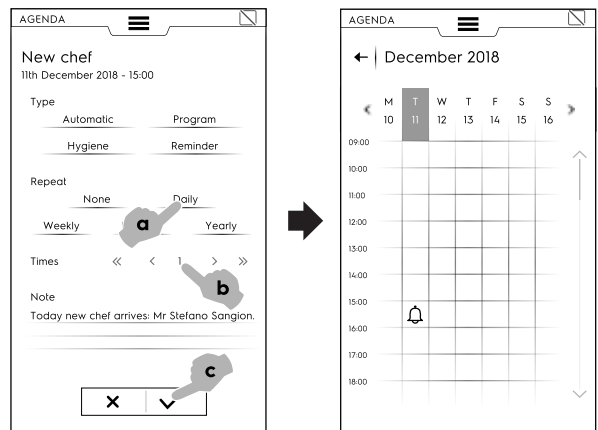 AGENDA
New chef
11th December 2018 - 15:00
Type
Automatic Program
Hygiene Reminder
Repeat
None Daily
Weekly Yearly
a
Times « < 1 > »
b
Note
Today new chef arrives: Mr Stefano Sangion.
c
AGENDA
December 2018
M T W T F S S
10 11 12 13 14 15 16
09:00
10:00
11:00
12:00
13:00
14:00
15:00
16:00
17:00
18:00